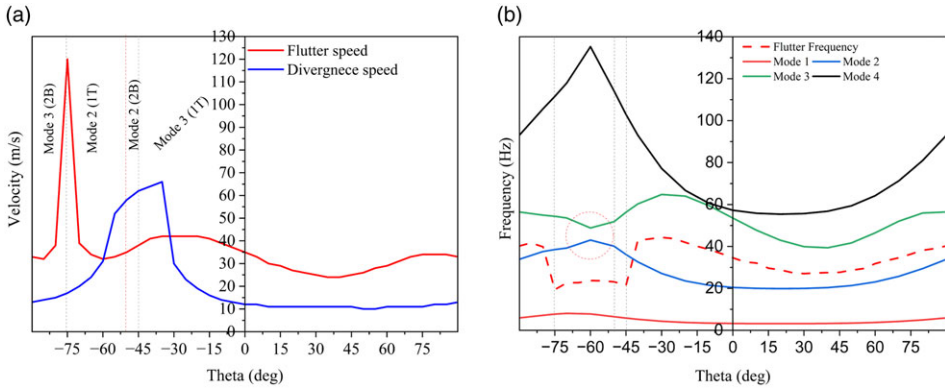 (a)
130
120
110
100
90
80
70
60
50
40
30
20
10
0
Velocity (m/s)
Flutter speed
Divergnece speed
Mode 3 (2B)
Mode 2 (1T)
Mode 2 (2B)
Mode 3 (1T)
−75 −60 −45 −30 −15 0 15 30 45 60 75
Theta (deg)
(b)
140
120
100
80
60
40
20
0
Frequency (Hz)
Flutter Frequency
Mode 1 Mode 2
Mode 3 Mode 4
−75 −60 −45 −30 −15 0 15 30 45 60 75
Theta (deg)